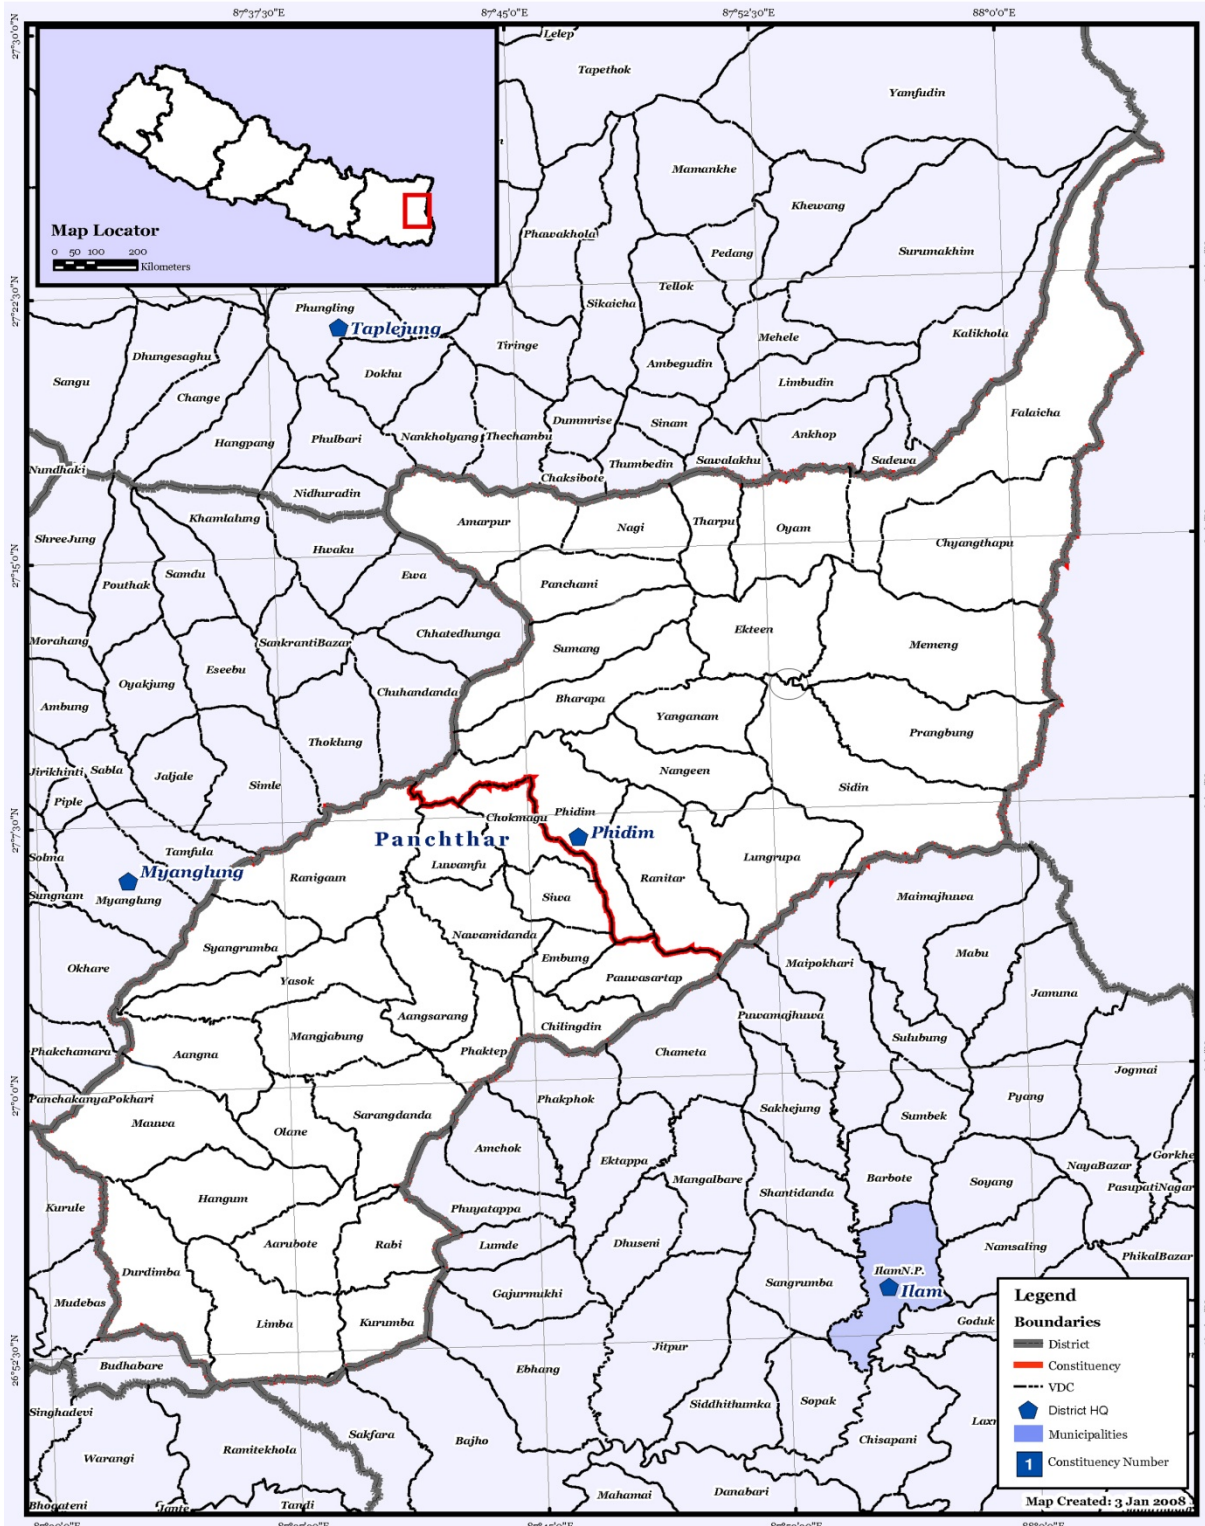 87°37'30"E
87°45'0"E
87°52'30"E
88°0'0"E
27°30'0"N
Lelep
Tapethok
Yamfudin
Mamankhe
Khewang
Map Locator
0 50 100 200
Kilometers
Phawakhola
Pedang
Surumakhim
Tellok
Sikaicha
27°22'30"N
Phungling
Taplejung
Tiringe
Mehele
Kalikhola
Dhungesaghu
Sangu
Dokhu
Ambegudin
Limbudin
Change
Falaicha
Hangpang
Phulbari
Nankholyang
Thechambu
Dummrise
Sinam
Ankhop
Nundhaki
Nidhuradin
Chaksibote
Thumbedin
Sawalakhu
Sadewa
Khamlalung
Amarpur
Nagi
Tharpu
Oyam
ShreeJung
Hwaku
Chyangthapu
27°15'0"N
Pouthak
Samdu
Ewa
Panchami
Morahang
SankrantiBazar
Chhatedhunga
Sumang
Ekteen
Memeng
Oyakjung
Eseebu
Ambung
Chuhandanda
Bharapa
Yanganam
Prangbung
Thoklung
Jirikhinti
Sabla
Jaljale
Simle
Nangeen
Sidin
Piple
Chokmagu
Phidim
Phidim
27°7'30"N
Panchthar
Solma
Tamfula
Luwamfu
Lungrupa
Myanglung
Ranigaun
Ranitar
Sungnam
Myanglung
Siwa
Maimajhuwa
Syangrumba
Nawamidanda
Mabu
Okhare
Embung
Maipokhari
Yasok
Panwasartap
Jamuna
Aangsarang
Puwamajhuwa
Mangjabung
Chilingdin
Sulubung
Phakchamara
Aangna
Phaktep
Chameta
Jogmai
27°0'0"N
PanchakanyaPokhari
Phakphok
Pyang
Mauwa
Sarangdanda
Sakhejung
Sumbek
Olane
Amchok
Ektappa
NayaBazar
Gorkhe
Mangalbare
Barbote
Soyang
PasupatiNagar
Kurule
Hangum
Shantidanda
Phuyatappa
Aarubote
Rabi
Lumde
Dhuseni
Namsaling
PhikalBazar
Durdimba
IlamN.P.
Sangrumba
Ilam
Mudebas
Gajurmukhi
Limba
Kurumba
Goduk
Jitpur
26°52'30"N
Budhabare
Ebhang
Singhadevi
Siddhithumka
Sopak
Sakfara
Bajho
Chisapani
Ramitekhola
Warangi
Danabari
Mahamai
Bhogateni
Jante
Tandi
Legend
Boundaries
District
Constituency
VDC
District HQ
Municipalities
1 Constituency Number
Map Created: 3 Jan 2008